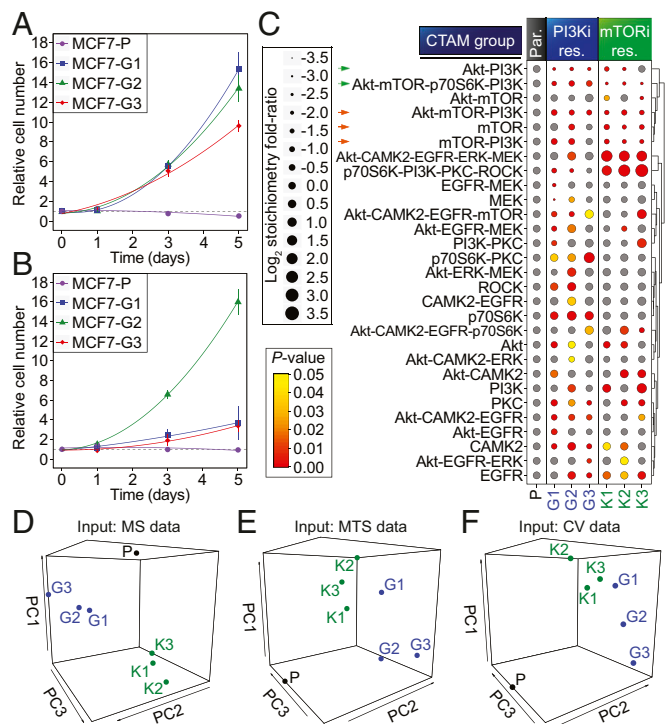 A
18
16
14
12
10
8
6
4
2
0
Relative cell number
MCF7-P
MCF7-G1
MCF7-G2
MCF7-G3
0 1 2 3 4 5
Time (days)
B
18
16
14
12
10
8
6
4
2
0
Relative cell number
MCF7-P
MCF7-G1
MCF7-G2
MCF7-G3
0 1 2 3 4 5
Time (days)
C
Log2 stoichiometry fold-ratio
-3.5
-3.0
-2.5
-2.0
-1.5
-1.0
-0.5
0.0
0.5
1.0
1.5
2.0
2.5
3.0
3.5
P-value
0.05
0.04
0.03
0.02
0.01
0.00
CTAM group
Par.
PI3Ki res.
mTORi res.
Akt-PI3K
Akt-mTOR-p70S6K-PI3K
Akt-mTOR
Akt-mTOR-PI3K
mTOR
mTOR-PI3K
Akt-CAMK2-EGFR-ERK-MEK
p70S6K-PI3K-PKC-ROCK
EGFR-MEK
MEK
Akt-CAMK2-EGFR-mTOR
Akt-EGFR-MEK
PI3K-PKC
p70S6K-PKC
Akt-ERK-MEK
ROCK
CAMK2-EGFR
p70S6K
Akt-CAMK2-EGFR-p70S6K
Akt
Akt-CAMK2-ERK
Akt-CAMK2
PI3K
PKC
Akt-CAMK2-EGFR
Akt-EGFR
CAMK2
Akt-EGFR-ERK
EGFR
P G1 G2 G3 K1 K2 K3
D
Input: MS data
P
G3
G2 G1
K3
K1
K2
PC1
PC3
PC2
E
Input: MTS data
K2
K3
K1
G1
G2
G3
P
PC1
PC3
PC2
F
Input: CV data
K2
K3
K1
G1
G2
G3
P
PC1
PC3
PC2